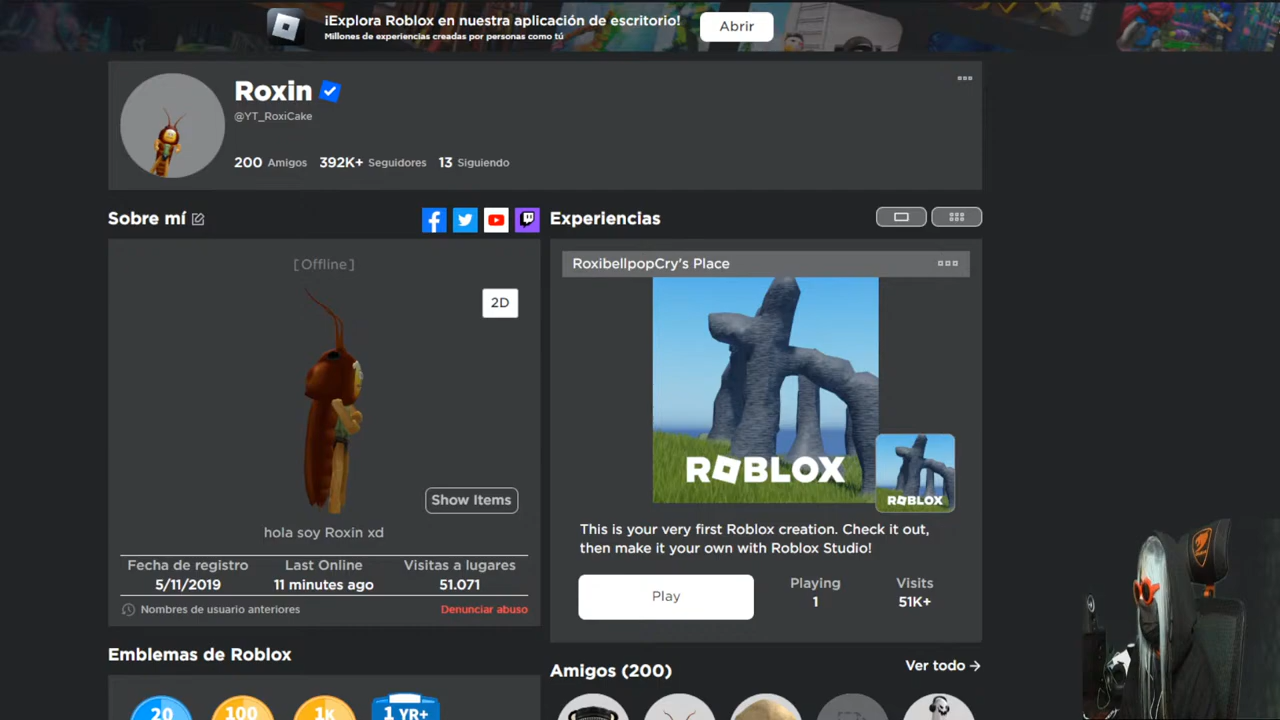 ¡Explora Roblox en nuestra aplicación de escritorio!
Millones de experiencias creadas por personas como tú
Abrir
Roxin
@YT_RoxiCake
200 Amigos 392K+ Seguidores 13 Siguiendo
Sobre mí
[Offline]
2D
Show Items
hola soy Roxin xd
Fecha de registro Last Online Visitas a lugares
5/11/2019 11 minutes ago 51.071
Nombres de usuario anteriores Denunciar abuso
Emblemas de Roblox
20 100 1K 1 YR+
Experiencias
RoxibellpopCry's Place
ROBLOX
ROBLOX
This is your very first Roblox creation. Check it out,
then make it your own with Roblox Studio!
Play
Playing Visits
1 51K+
Amigos (200) Ver todo →